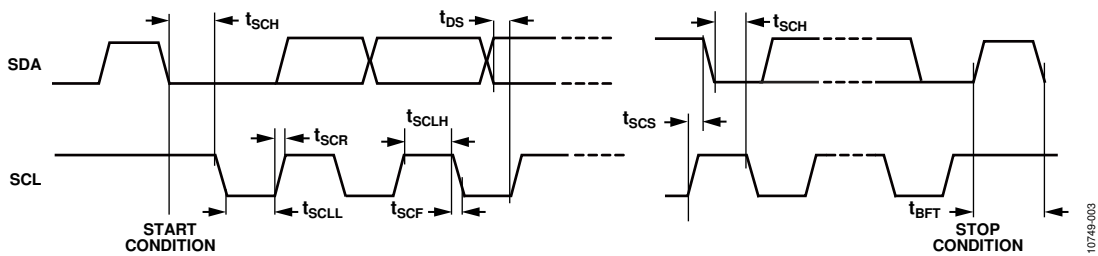 tSCH
tDS
tSCH
SDA
tSCS
tSCR
tSCLH
SCL
tSCLL
tSCF
tBFT
START
CONDITION
STOP
CONDITION
10749-003